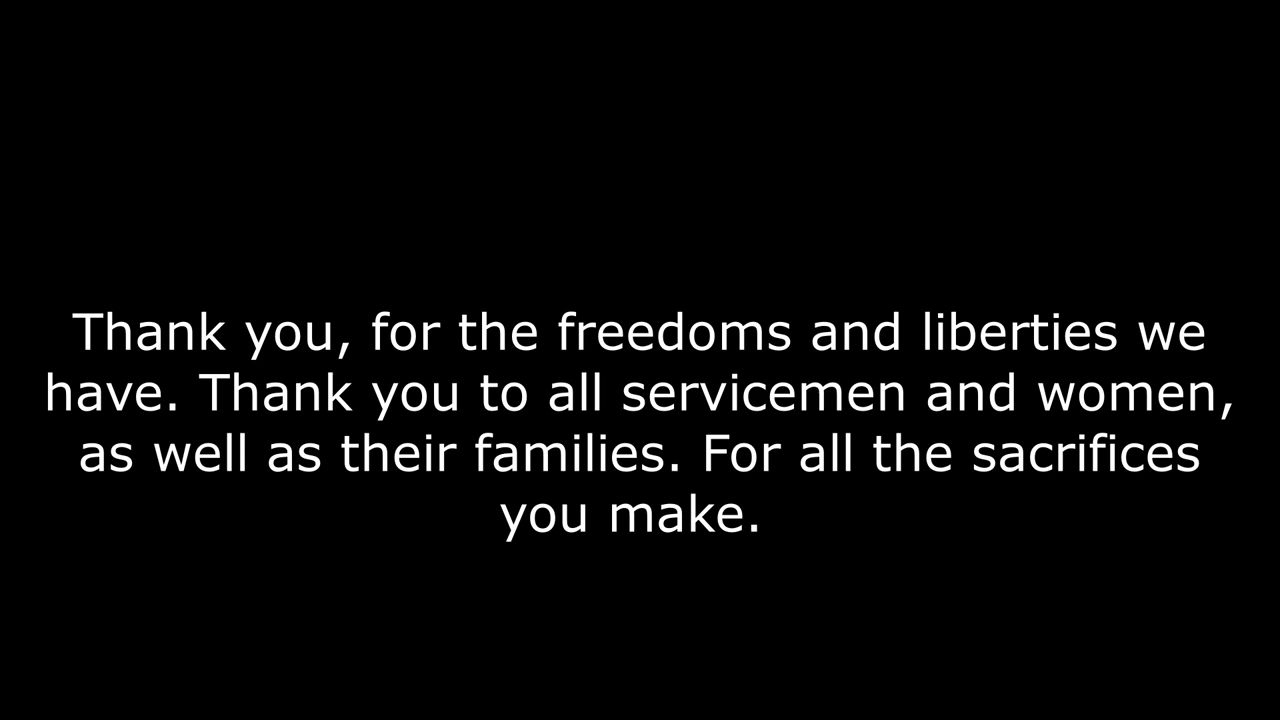 Thank you, for the freedoms and liberties we
have. Thank you to all servicemen and women,
as well as their families. For all the sacrifices
you make.